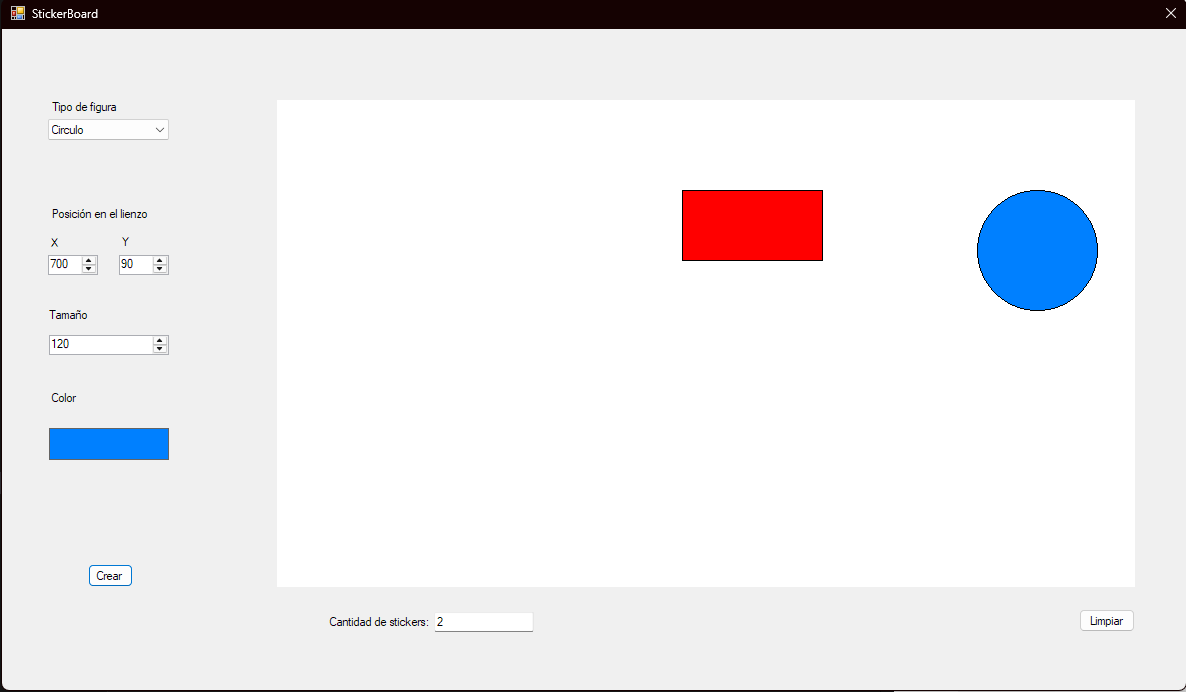 StickerBoard
Tipo de figura
Circulo
Posición en el lienzo
X Y
700 90
Tamaño
120
Color
Crear
Cantidad de stickers: 2
Limpiar